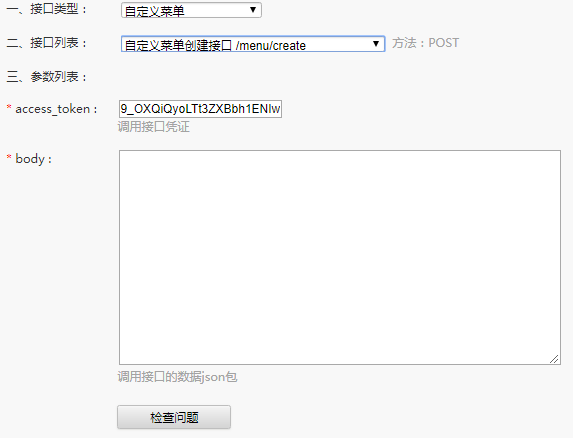 一、接口类型： 自定义菜单
二、接口列表： 自定义菜单创建接口 /menu/create 方法：POST
三、参数列表：
* access_token： 9_OXQiQyoLTt3ZXBbh1ENlw
调用接口凭证
* body：
调用接口的数据json包
检查问题